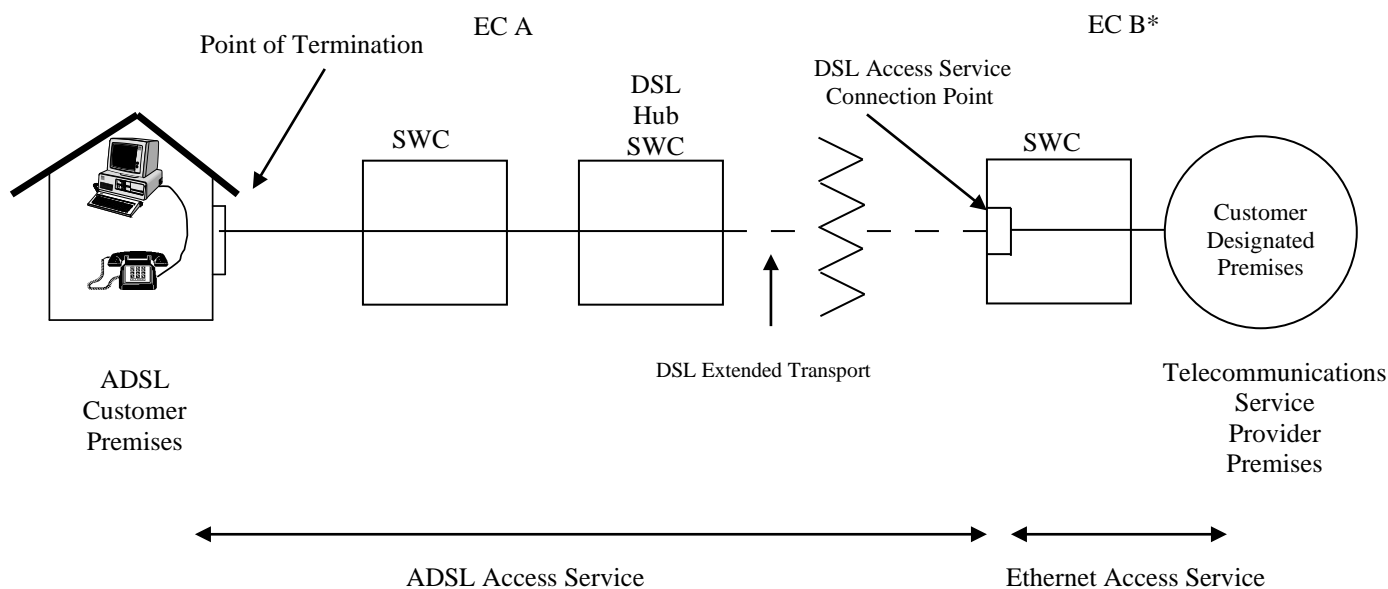 EC A
EC B*
Point of Termination
DSL Access Service
Connection Point
DSL
Hub
SWC
SWC
SWC
Customer
Designated
Premises
DSL Extended Transport
ADSL
Customer
Premises
Telecommunications
Service
Provider
Premises
ADSL Access Service
Ethernet Access Service